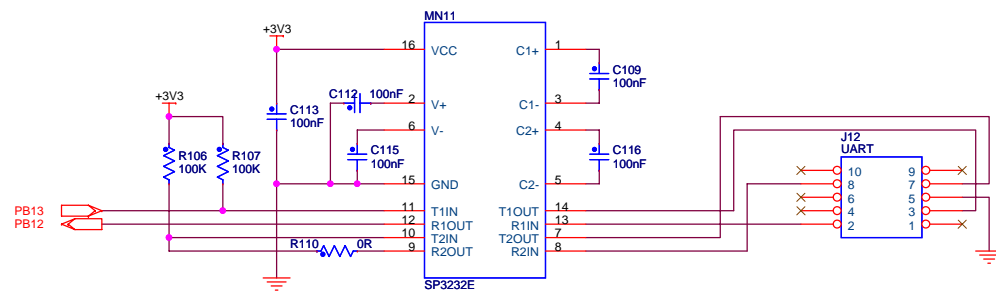 MN11
+3V3
16 VCC C1+ 1
C109
100nF
C112 100nF
+3V3
2 V+ C1- 3
C113
100nF
6 V- C2+ 4
J12
UART
R106
100K
R107
100K
C115
100nF
C116
100nF
10 9
15 GND C2- 5
8 7
6 5
PB13
11 T1IN T1OUT 14
4 3
PB12
12 R1OUT R1IN 13
2 1
10 T2IN T2OUT 7
R110 0R
9 R2OUT R2IN 8
SP3232E